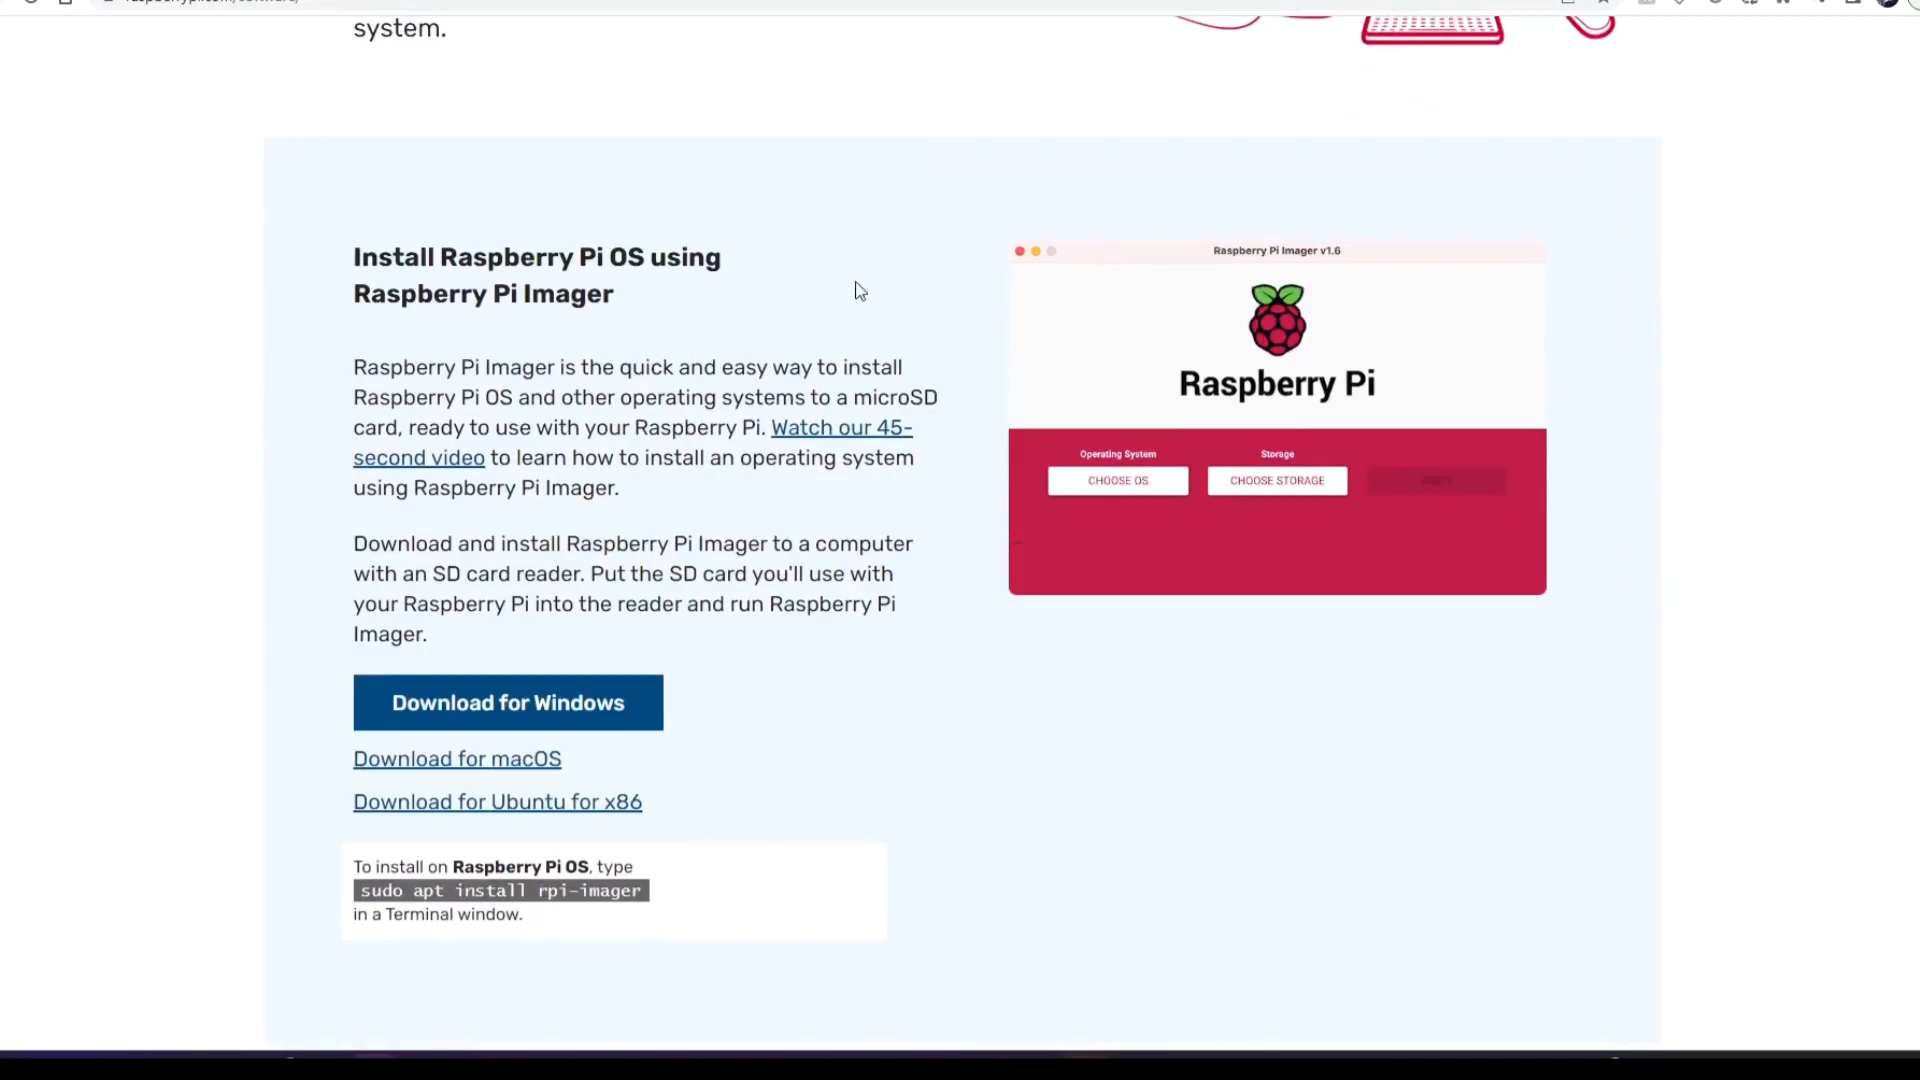 system.
Install Raspberry Pi OS using
Raspberry Pi Imager
Raspberry Pi Imager is the quick and easy way to install
Raspberry Pi OS and other operating systems to a microSD
card, ready to use with your Raspberry Pi. Watch our 45-
second video to learn how to install an operating system
using Raspberry Pi Imager.
Download and install Raspberry Pi Imager to a computer
with an SD card reader. Put the SD card you'll use with
your Raspberry Pi into the reader and run Raspberry Pi
Imager.
Download for Windows
Download for macOS
Download for Ubuntu for x86
To install on Raspberry Pi OS, type
sudo apt install rpi-imager
in a Terminal window.
Raspberry Pi Imager v1.6
Raspberry Pi
Operating System
Storage
CHOOSE OS
CHOOSE STORAGE